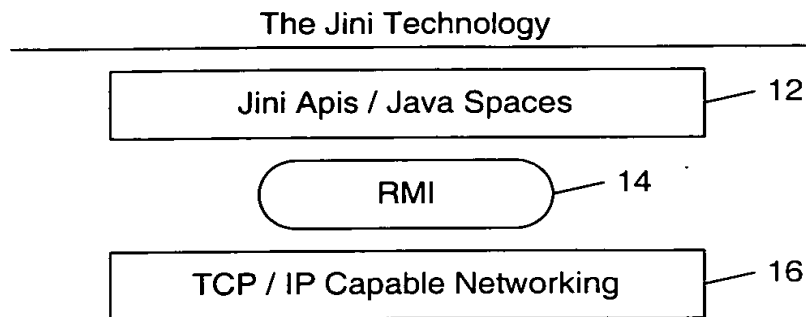 The Jini Technology
Jini Apis / Java Spaces
12
RMI
14
TCP / IP Capable Networking
16